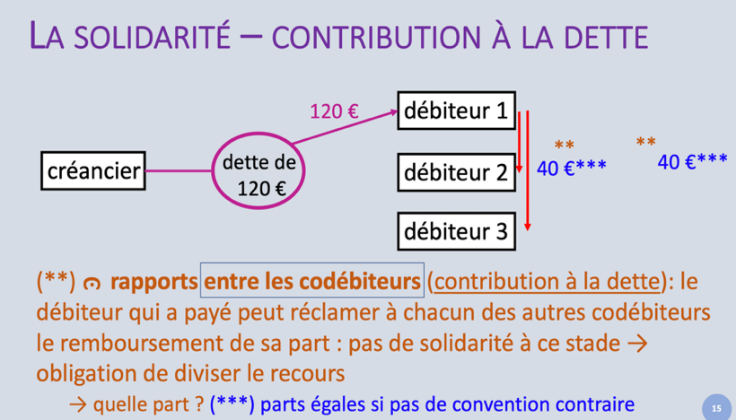 LA SOLIDARITÉ – CONTRIBUTION À LA DETTE
120 €
débiteur 1
créancier
dette de
120 €
débiteur 2
**
40 €***
**
40 €***
débiteur 3
(**) rapports entre les codébiteurs (contribution à la dette): le
débiteur qui a payé peut réclamer à chacun des autres codébiteurs
le remboursement de sa part : pas de solidarité à ce stade →
obligation de diviser le recours
→ quelle part ? (***) parts égales si pas de convention contraire
15